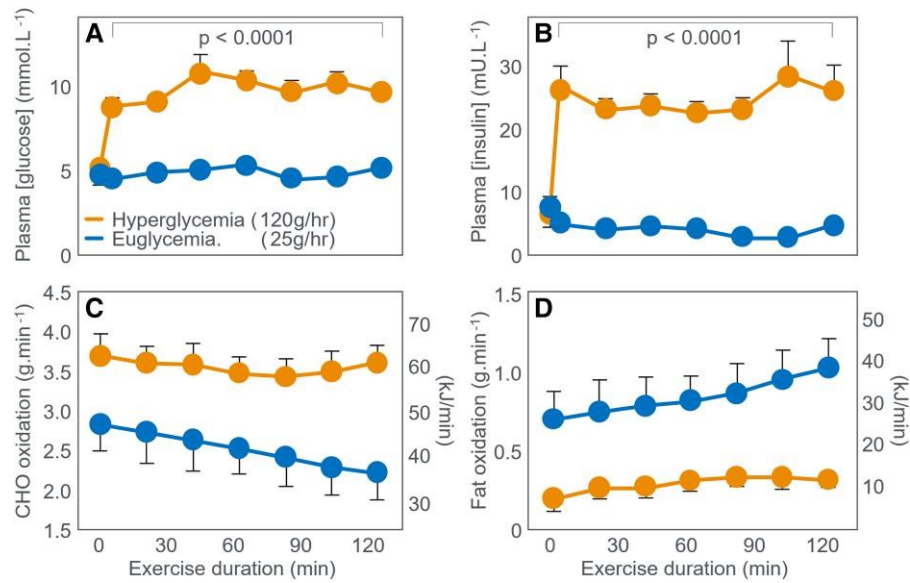 A
p < 0.0001
Plasma [glucose] (mmol.L⁻¹)
10
5
0
Hyperglycemia (120g/hr)
Euglycemia. (25g/hr)
B
p < 0.0001
Plasma [insulin] (mU.L⁻¹)
30
20
10
0
C
CHO oxidation (g.min⁻¹)
4.5
4.0
3.5
3.0
2.5
2.0
1.5
70
60
50
40
30
(kJ/min)
0 30 60 90 120
Exercise duration (min)
D
Fat oxidation (g.min⁻¹)
1.5
1.0
0.5
0
50
40
30
20
10
(kJ/min)
0 30 60 90 120
Exercise duration (min)